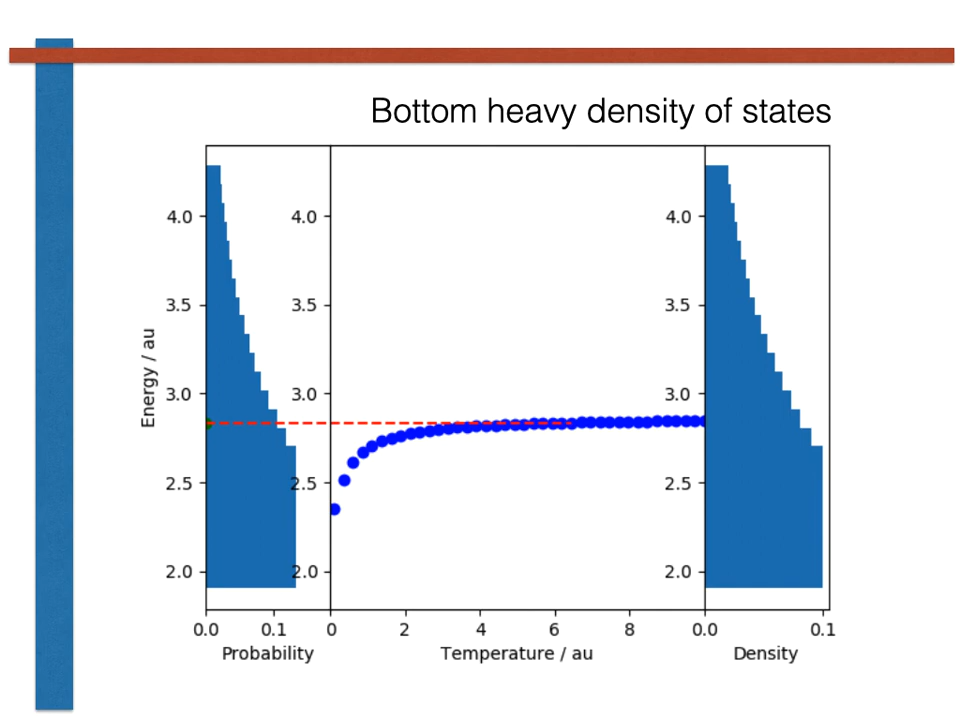 Bottom heavy density of states
4.0 4.0 4.0
3.5 3.5 3.5
Energy / au
3.0 3.0 3.0
2.5 2.5 2.5
2.0 2.0 2.0
0.0 0.1 0 2 4 6 8 0.0 0.1
Probability Temperature / au Density